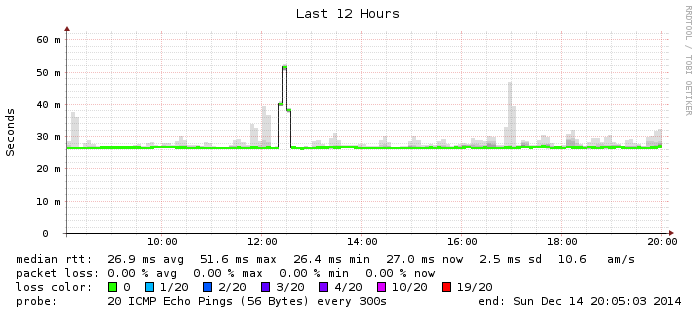 Last 12 Hours
RRDTOOL / TOBI OETIKER
Seconds
60 m
50 m
40 m
30 m
20 m
10 m
0
10:00 12:00 14:00 16:00 18:00 20:00
median rtt: 26.9 ms avg 51.6 ms max 26.4 ms min 27.0 ms now 2.5 ms sd 10.6 am/s
packet loss: 0.00 % avg 0.00 % max 0.00 % min 0.00 % now
loss color: 0 1/20 2/20 3/20 4/20 10/20 19/20
probe: 20 ICMP Echo Pings (56 Bytes) every 300s end: Sun Dec 14 20:05:03 2014